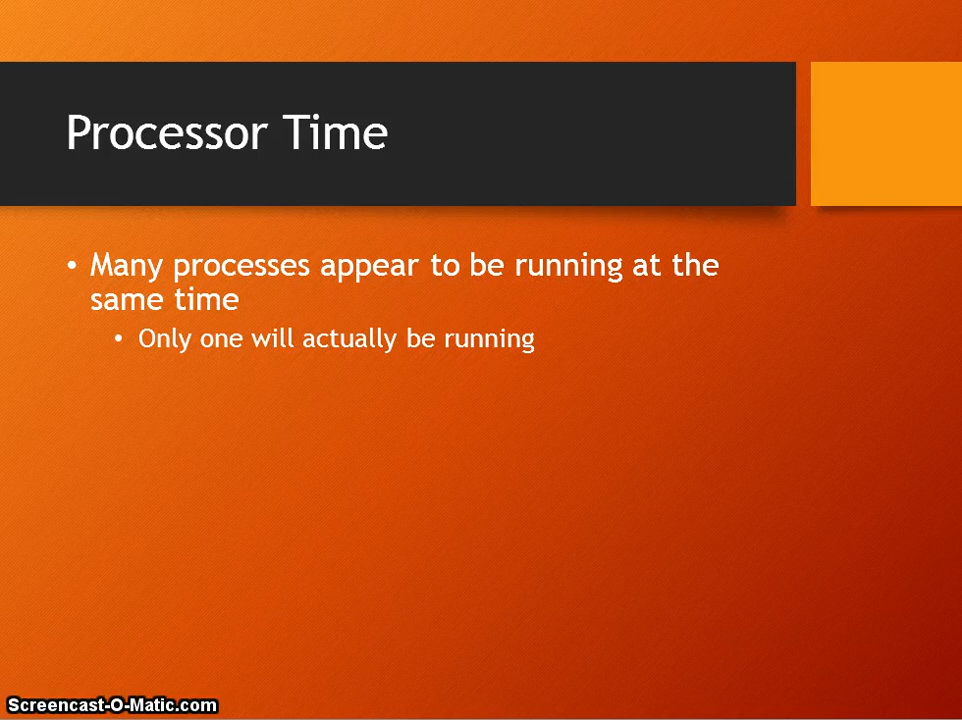 Processor Time
• Many processes appear to be running at the
same time
• Only one will actually be running
Screencast-O-Matic.com